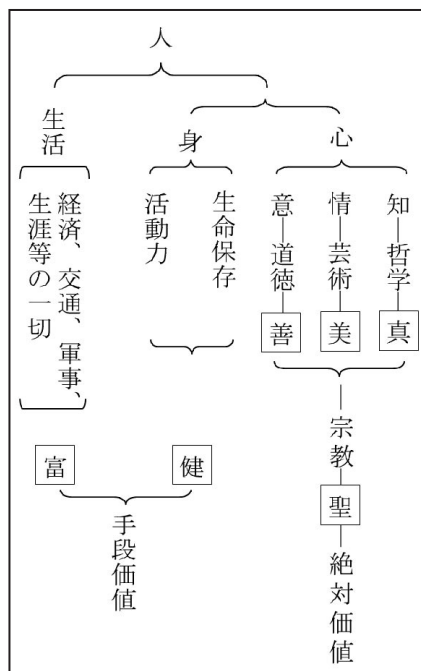 人
心
知―哲学―真
情―芸術―美
意―道徳―善
宗教―聖―絶対価値
身
生命保存
活動力
健
生活
経済、交通、軍事、
生涯等の一切
富
手段価値